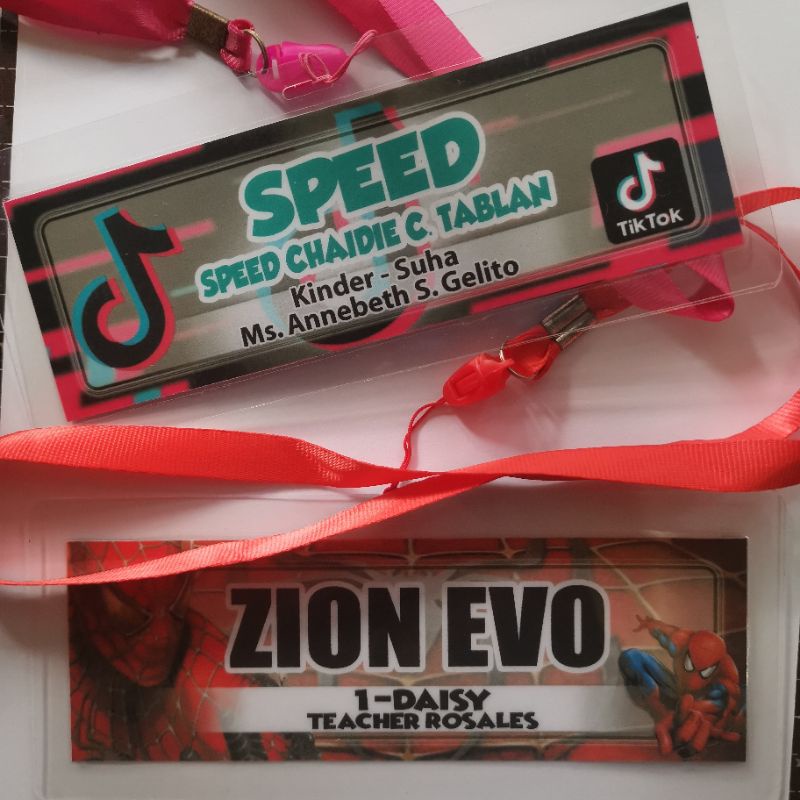 SPEED
SPEED CHAIDIE C. TABLAN
Kinder - Suha
Ms. Annebeth S. Gelito
TikTok
ZION EVO
1-DAISY
TEACHER ROSALES